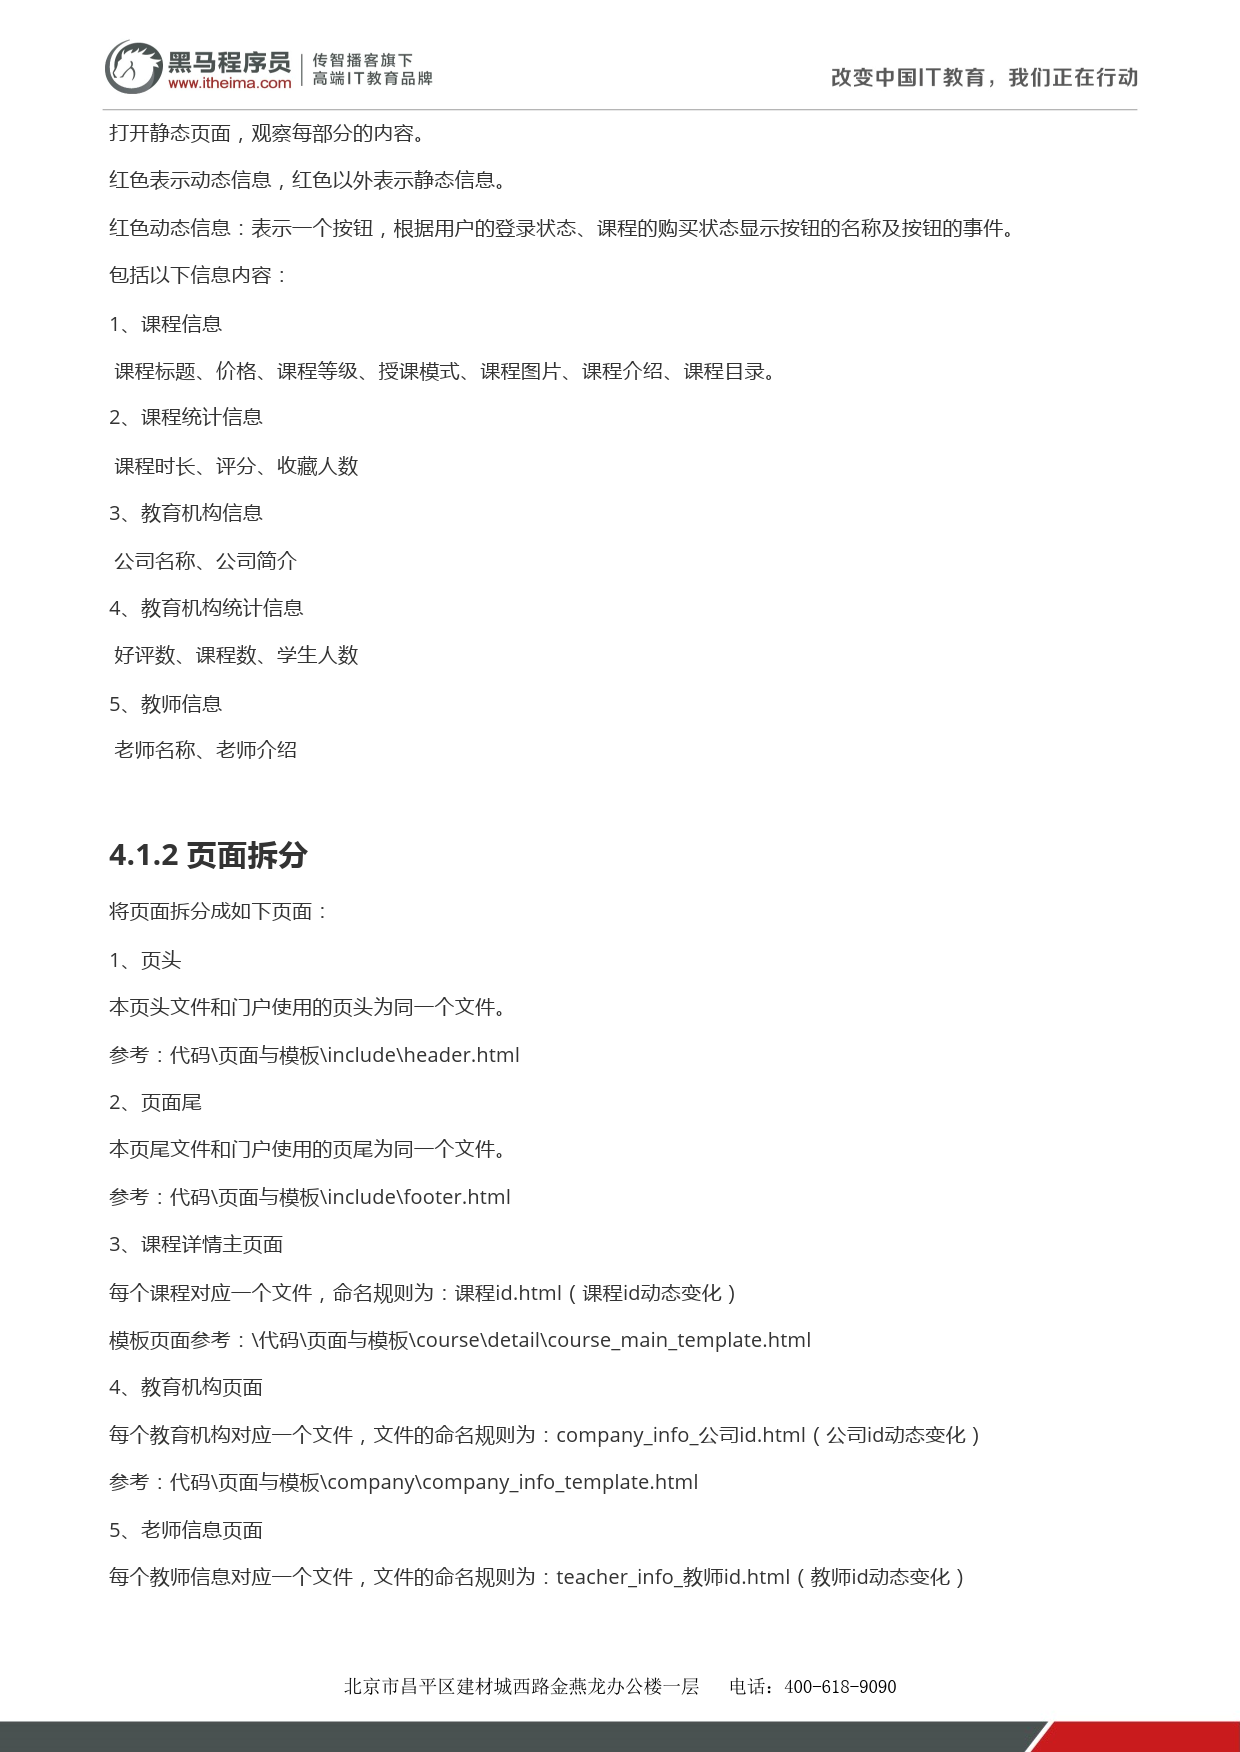 黑马程序员
www.itheima.com
传智播客旗下
高端IT教育品牌
改变中国IT教育，我们正在行动
打开静态页面，观察每部分的内容。
红色表示动态信息，红色以外表示静态信息。
红色动态信息：表示一个按钮，根据用户的登录状态、课程的购买状态显示按钮的名称及按钮的事件。
包括以下信息内容：
1、课程信息
课程标题、价格、课程等级、授课模式、课程图片、课程介绍、课程目录。
2、课程统计信息
课程时长、评分、收藏人数
3、教育机构信息
公司名称、公司简介
4、教育机构统计信息
好评数、课程数、学生人数
5、教师信息
老师名称、老师介绍
4.1.2 页面拆分
将页面拆分成如下页面：
1、页头
本页头文件和门户使用的页头为同一个文件。
参考：代码\页面与模板\include\header.html
2、页面尾
本页尾文件和门户使用的页尾为同一个文件。
参考：代码\页面与模板\include\footer.html
3、课程详情主页面
每个课程对应一个文件，命名规则为：课程id.html（课程id动态变化）
模板页面参考：\代码\页面与模板\course\detail\course_main_template.html
4、教育机构页面
每个教育机构对应一个文件，文件的命名规则为：company_info_公司id.html（公司id动态变化）
参考：代码\页面与模板\company\company_info_template.html
5、老师信息页面
每个教师信息对应一个文件，文件的命名规则为：teacher_info_教师id.html（教师id动态变化）
北京市昌平区建材城西路金燕龙办公楼一层 电话：400-618-9090